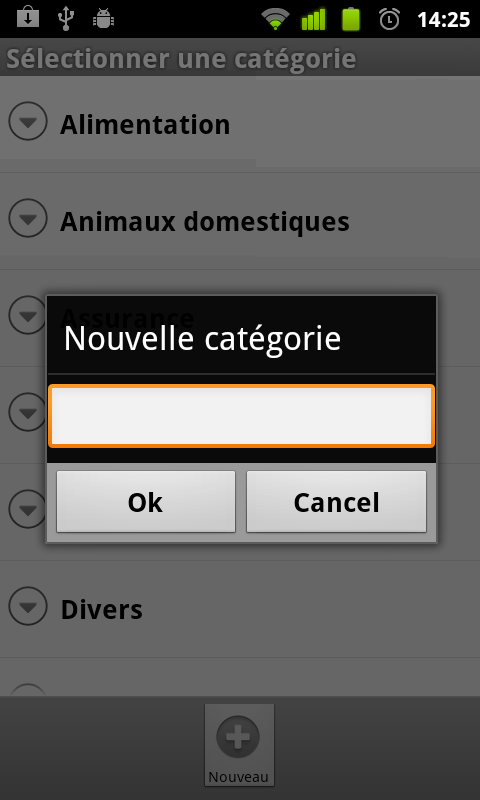 14:25
Sélectionner une catégorie
Alimentation
Animaux domestiques
Assurance
Nouvelle catégorie
Ok Cancel
Divers
Nouveau